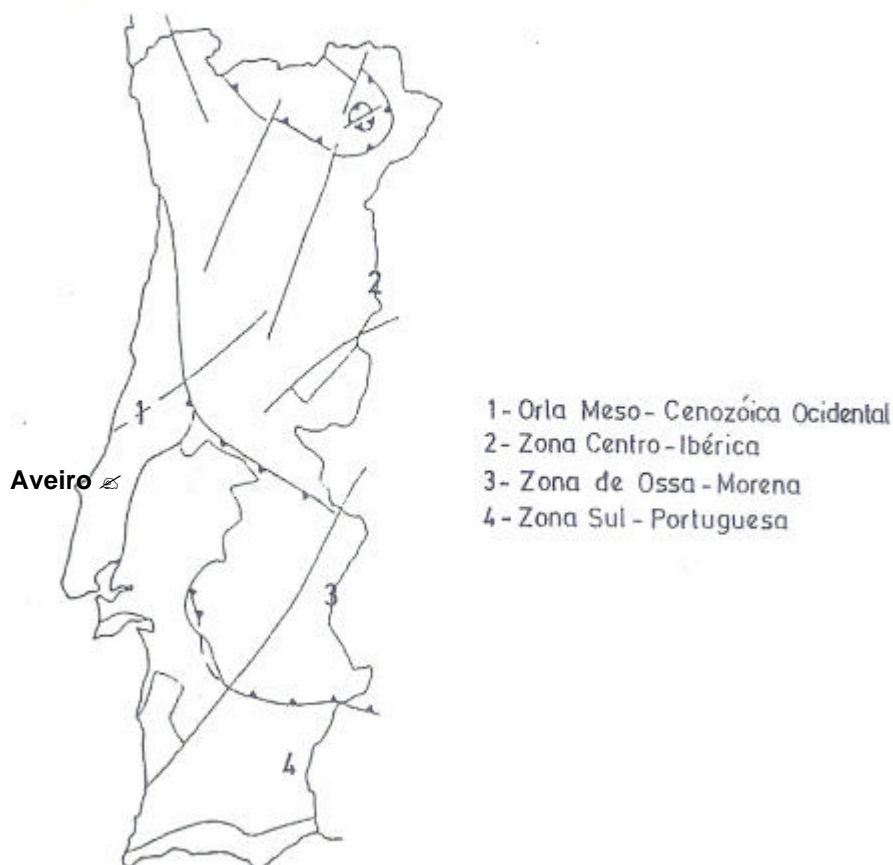 2
1
1 - Orla Meso - Cenozóica Ocidental
2 - Zona Centro - Ibérica
Aveiro
3 - Zona de Ossa - Morena
4 - Zona Sul - Portuguesa
3
4